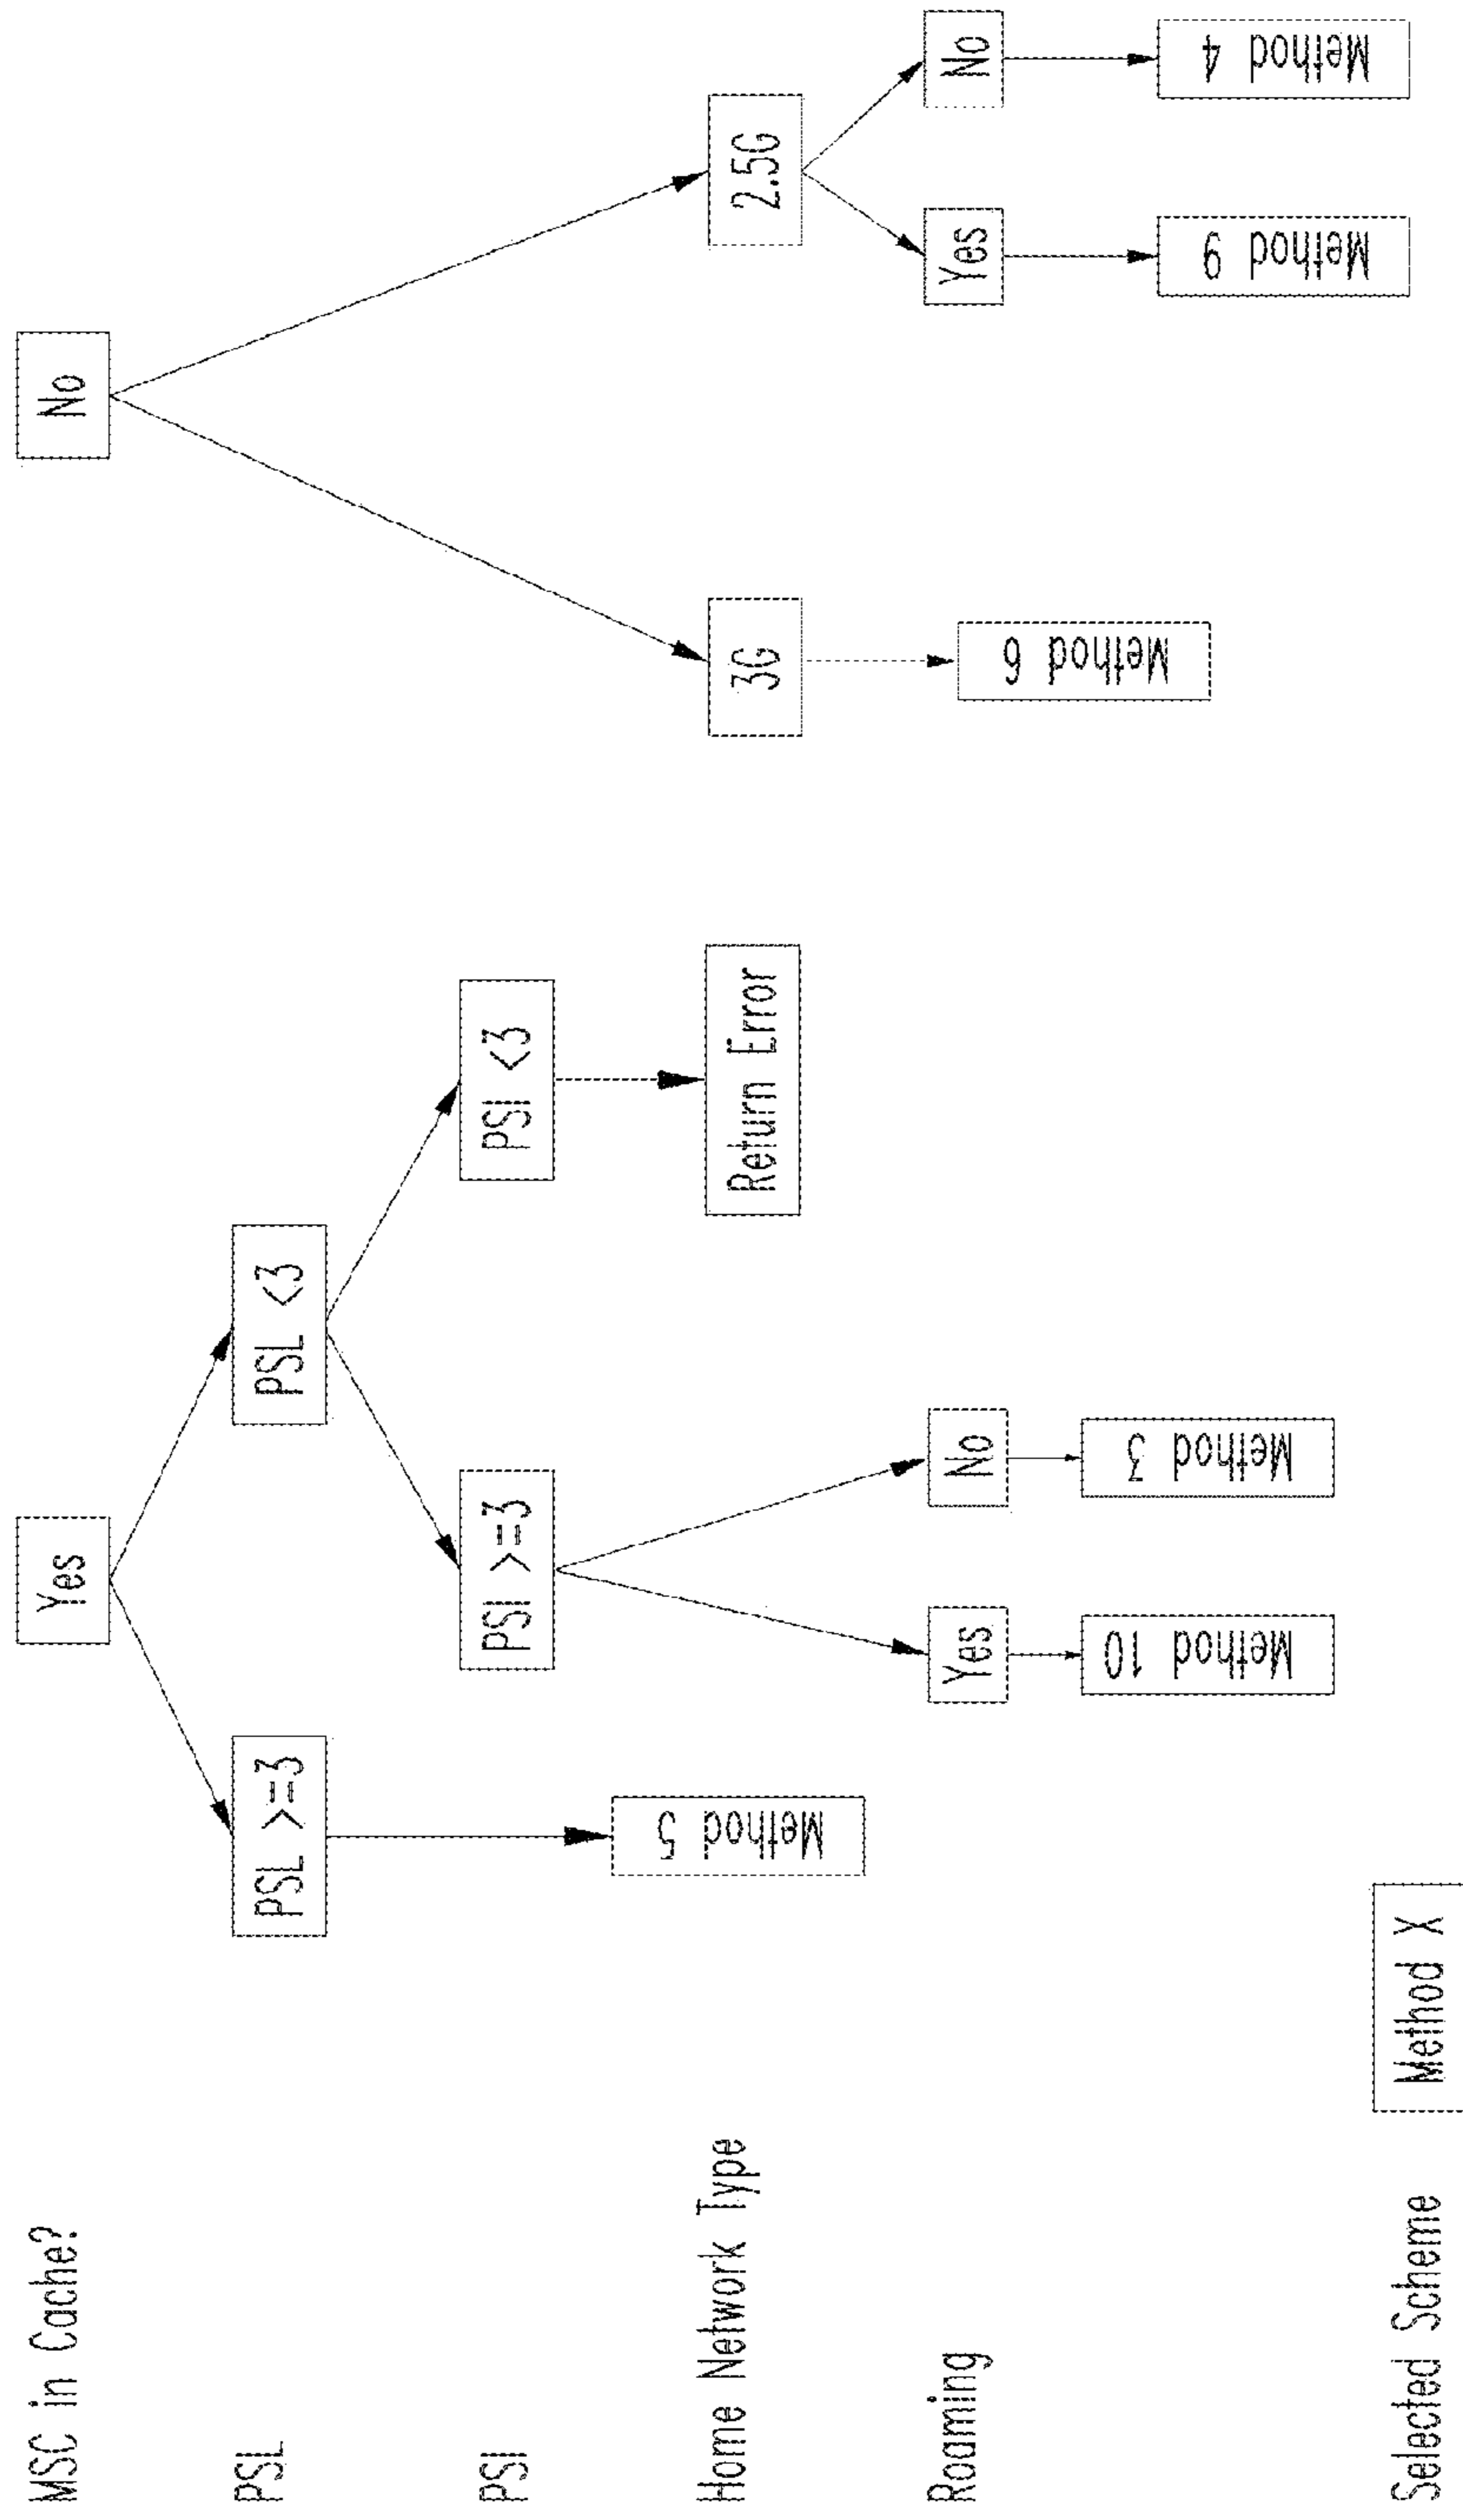 MSC in Cache?
Yes
No
PSL
PSL >=3
PSL <3
PSI
PSI >=3
PSI <3
Home Network Type
Method 5
Return Error
3G
2.5G
Roaming
Yes
No
Method 6
Yes
No
Method 10
Method 3
Method 9
Method 4
Selected Scheme
Method X